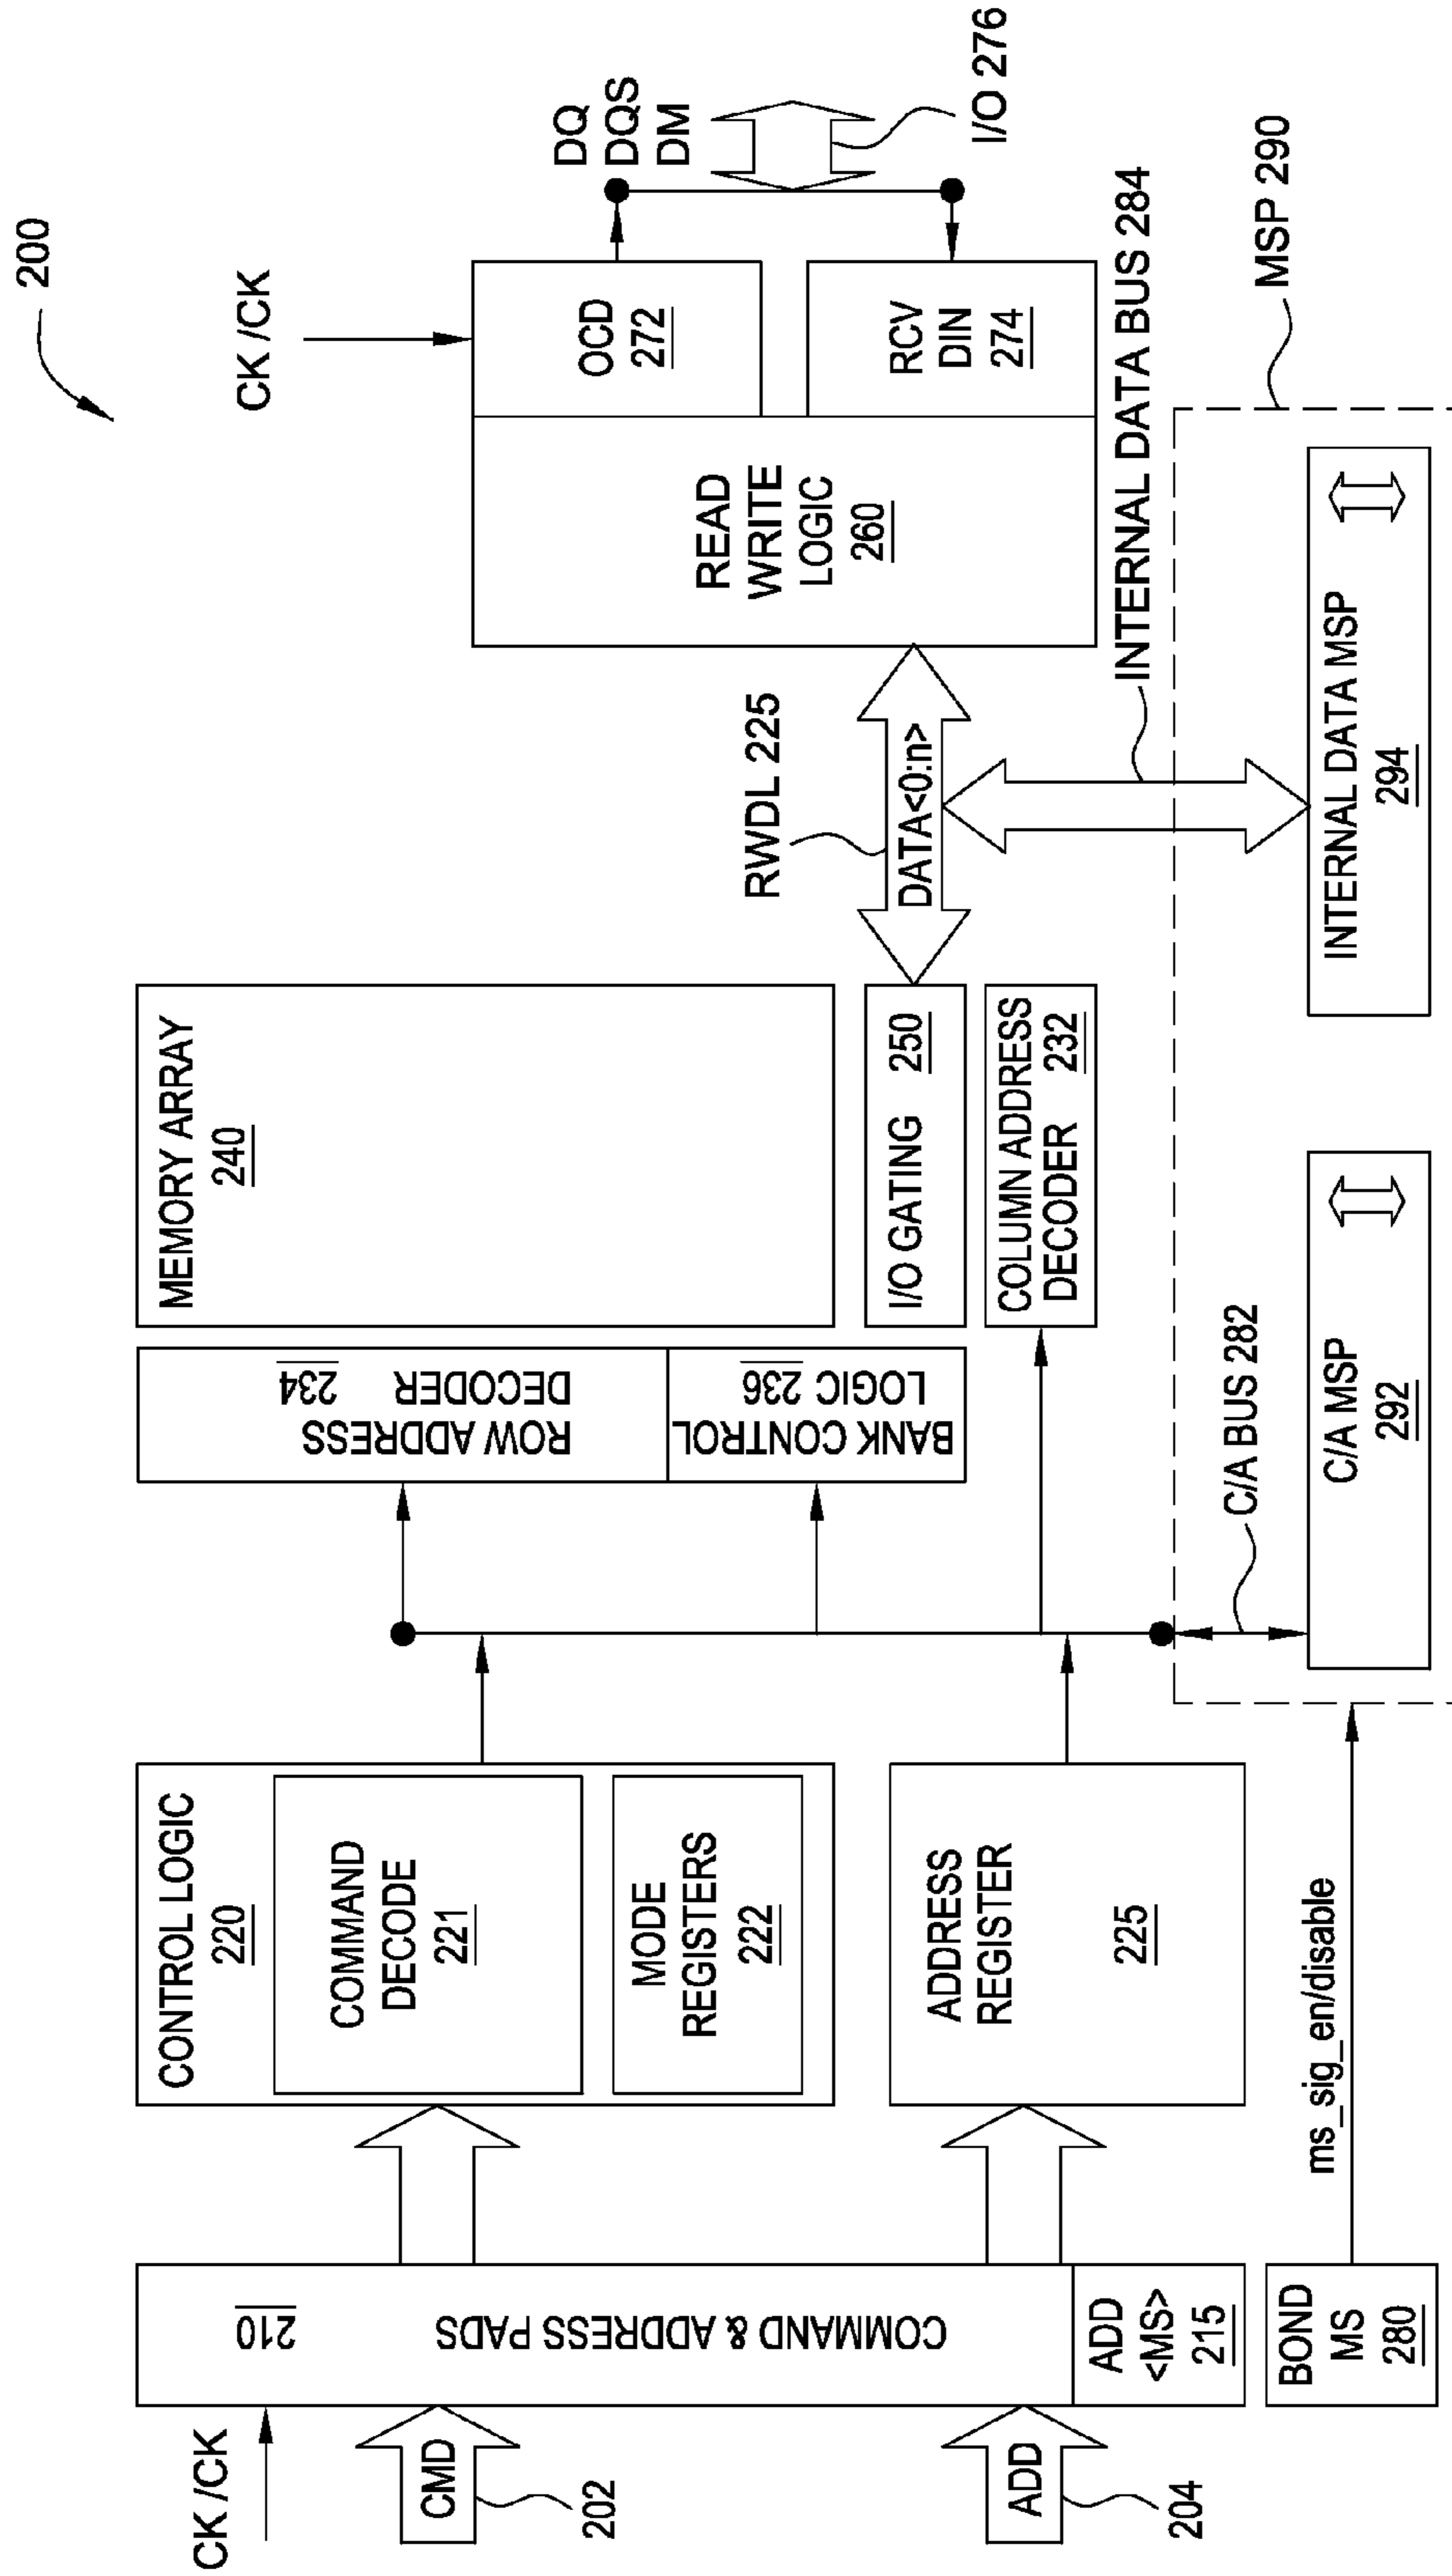 200
CK /CK
CMD
202
ADD
204
COMMAND & ADDRESS PADS
210
ADD
<MS>
215
BOND
MS
280
ms_sig_en/disable
CONTROL LOGIC
220
COMMAND
DECODE
221
MODE
REGISTERS
222
ADDRESS
REGISTER
225
ROW ADDRESS
DECODER 234
BANK CONTROL
LOGIC 236
MEMORY ARRAY
240
I/O GATING 250
COLUMN ADDRESS
DECODER 232
RWDL 225
DATA<0:n>
CK /CK
READ
WRITE
LOGIC
260
OCD
272
RCV
DIN
274
DQ
DQS
DM
I/O 276
INTERNAL DATA BUS 284
MSP 290
C/A BUS 282
C/A MSP
292
INTERNAL DATA MSP
294